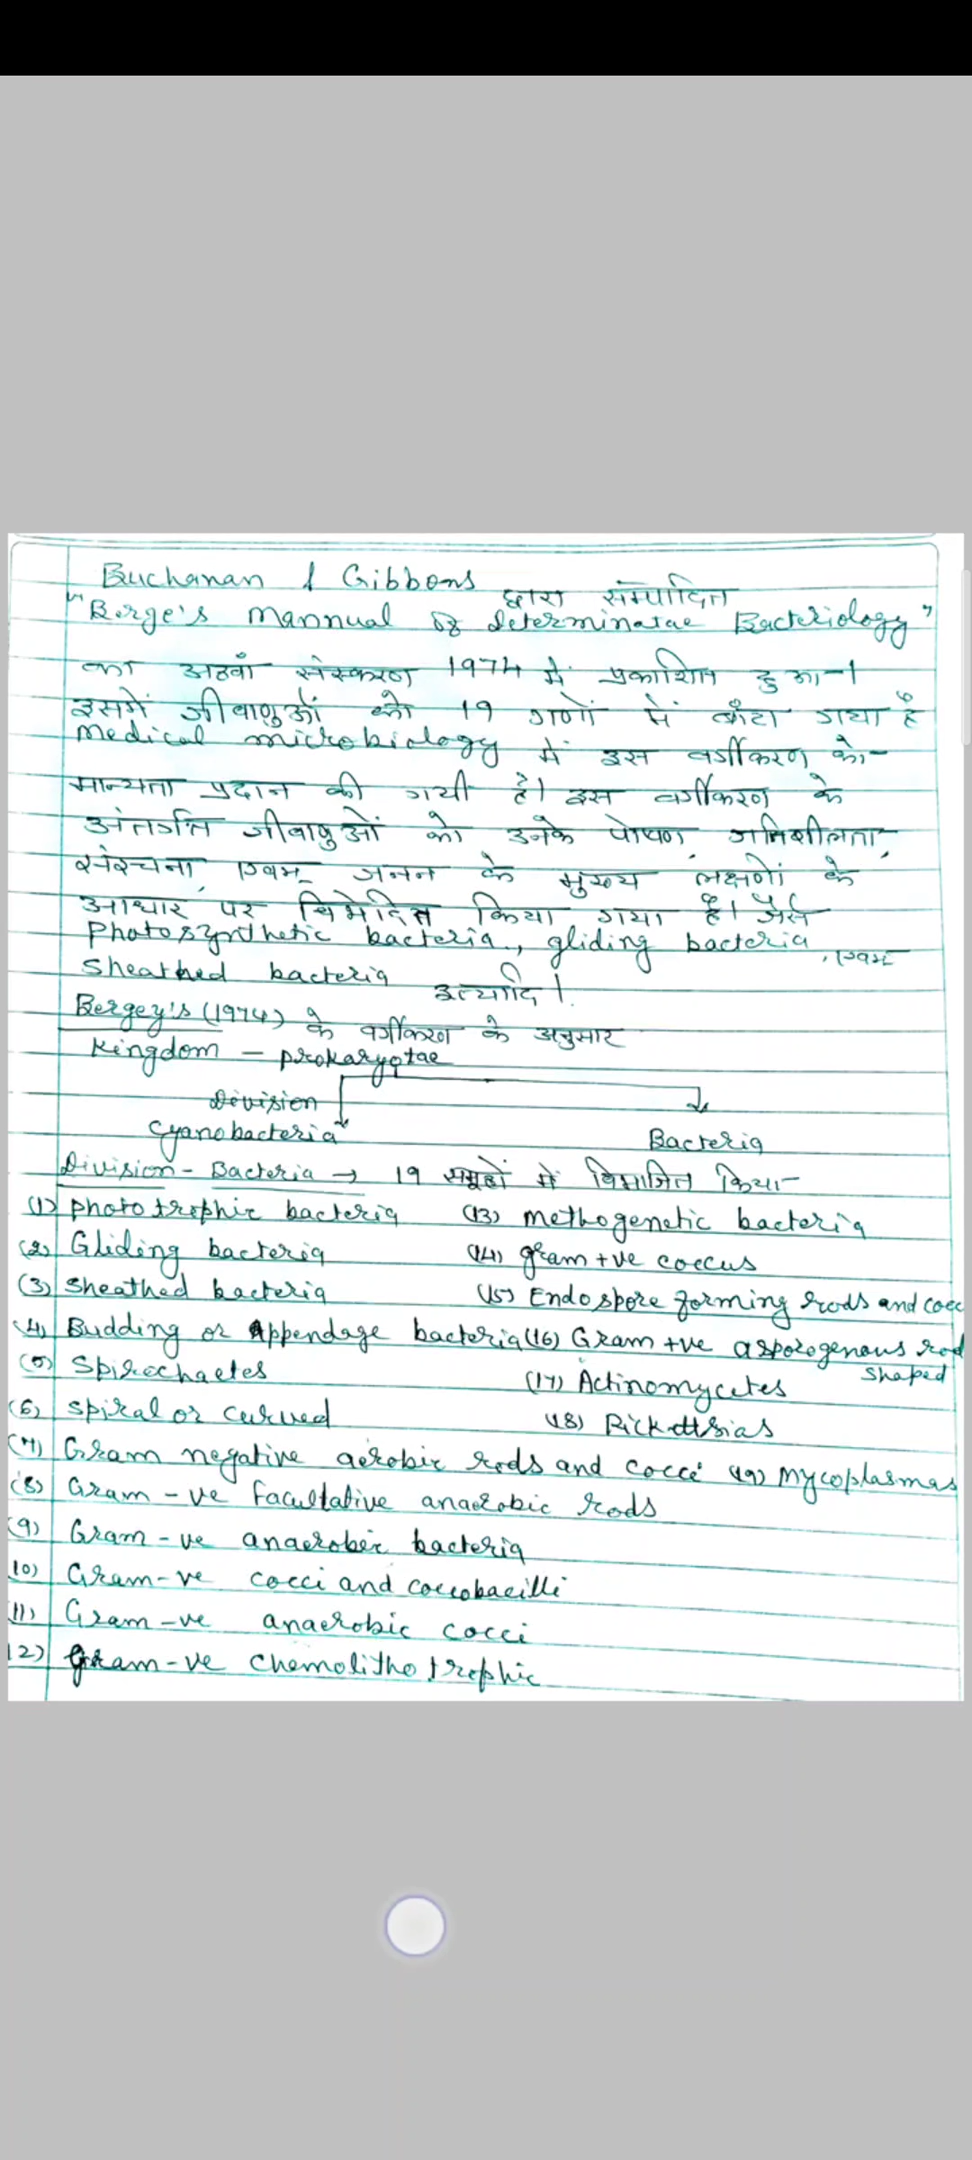 Buchanan & Gibbons द्वारा संम्पादित
"Berge's Mannual of determinatae Bacteriology"
का आठवाँ संस्करण 1974 में प्रकाशित हुआ।
इसमें जीवाणुओं को 19 गणों में बाँटा गया है
Medical microbiology में इस वर्गीकरण को
मान्यता प्रदान की गयी है। इस वर्गीकरण के
अंतर्गत जीवाणुओं को उनके पोषण, गतिशीलता,
संरचना, एवम् जनन के मुख्य लक्षणों के
आधार पर विभेदित किया गया है। जैसे
Photosynthetic bacteria, gliding bacteria, एवम
Sheathed bacteria इत्यादि।
Bergey's (1974) के वर्गीकरण के अनुसार
Kingdom - prokaryotae
Division
Cyanobacteria Bacteria
Division - Bacteria → 19 समूहों में विभाजित किया
(1) photo trophic bacteria (13) methogenetic bacteria
(2) Gliding bacteria (14) gram +ve coccus
(3) sheathed bacteria (15) Endospore forming rods and cocc
(4) Budding or Appendage bacteria (16) Gram +ve asporogenous rod
shaped
(5) Spirochaetes (17) Actinomycetes
(6) spiral or curved (18) Rickettsias
(7) Gram negative aerobic rods and cocci (19) Mycoplasmas
(8) Gram -ve facultative anaerobic rods
(9) Gram -ve anaerobic bacteria
10) Gram-ve cocci and coccobacilli
11) Gram -ve anaerobic cocci
12) gram-ve chemolitho trophic